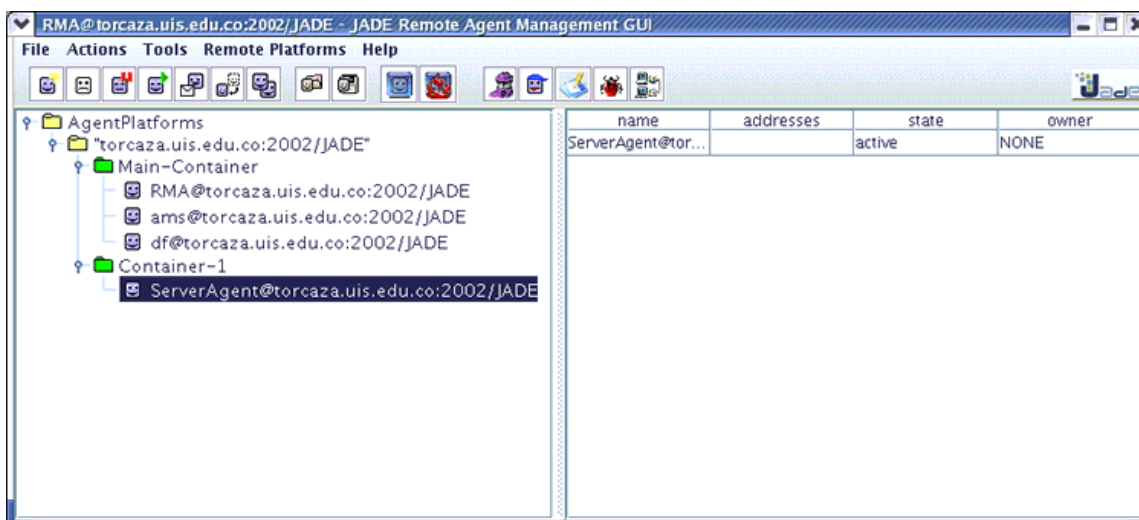 RMA@torcaza.uis.edu.co:2002/JADE - JADE Remote Agent Management GUI
File Actions Tools Remote Platforms Help
Jade
AgentPlatforms
"torcaza.uis.edu.co:2002/JADE"
Main-Container
RMA@torcaza.uis.edu.co:2002/JADE
ams@torcaza.uis.edu.co:2002/JADE
df@torcaza.uis.edu.co:2002/JADE
Container-1
ServerAgent@torcaza.uis.edu.co:2002/JADE
name addresses state owner
ServerAgent@tor... active NONE